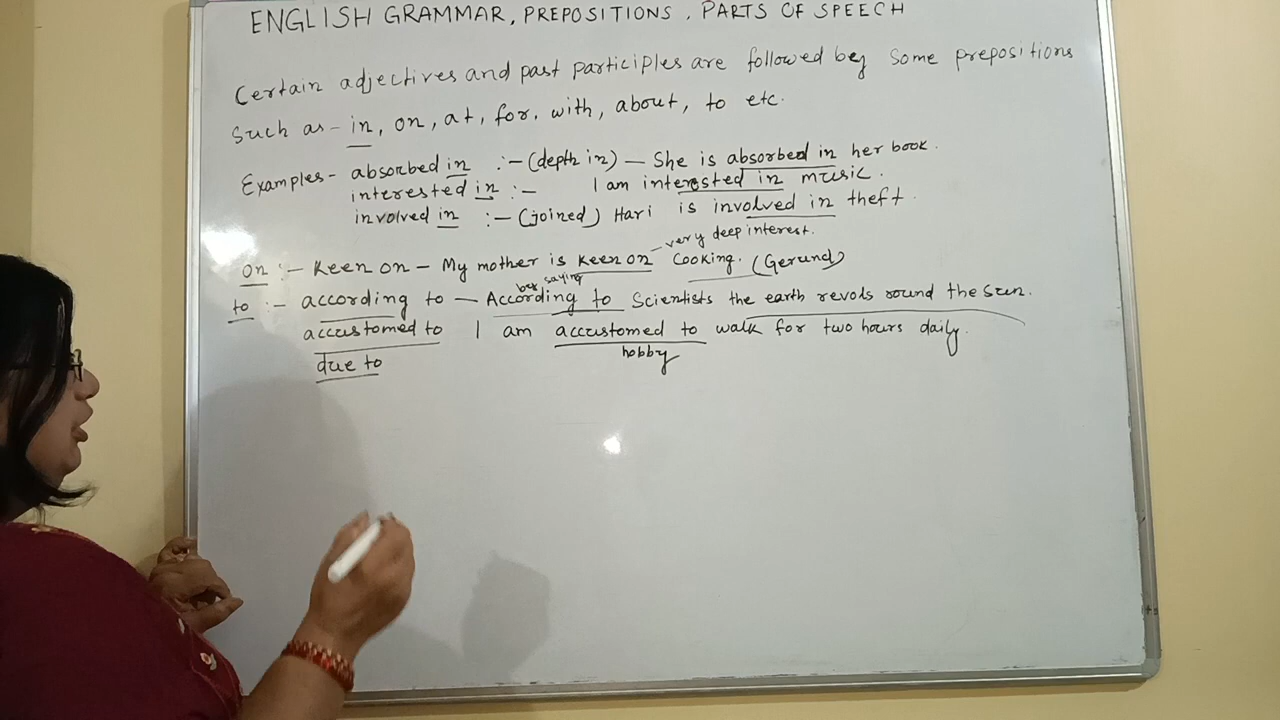 ENGLISH GRAMMAR, PREPOSITIONS, PARTS OF SPEECH
Certain adjectives and past participles are followed by some prepositions
Such as - in, on, at, for, with, about, to etc.
Examples - absorbed in :- (depth in) - She is absorbed in her book.
interested in :- I am interested in music.
involved in :- (joined) Hari is involved in theft.
- very deep interest.
on :- Keen on - My mother is keen on cooking. (Gerund)
by saying
to :- according to - According to Scientists the earth revols round the sun.
accustomed to I am accustomed to walk for two hours daily.
hobby
due to